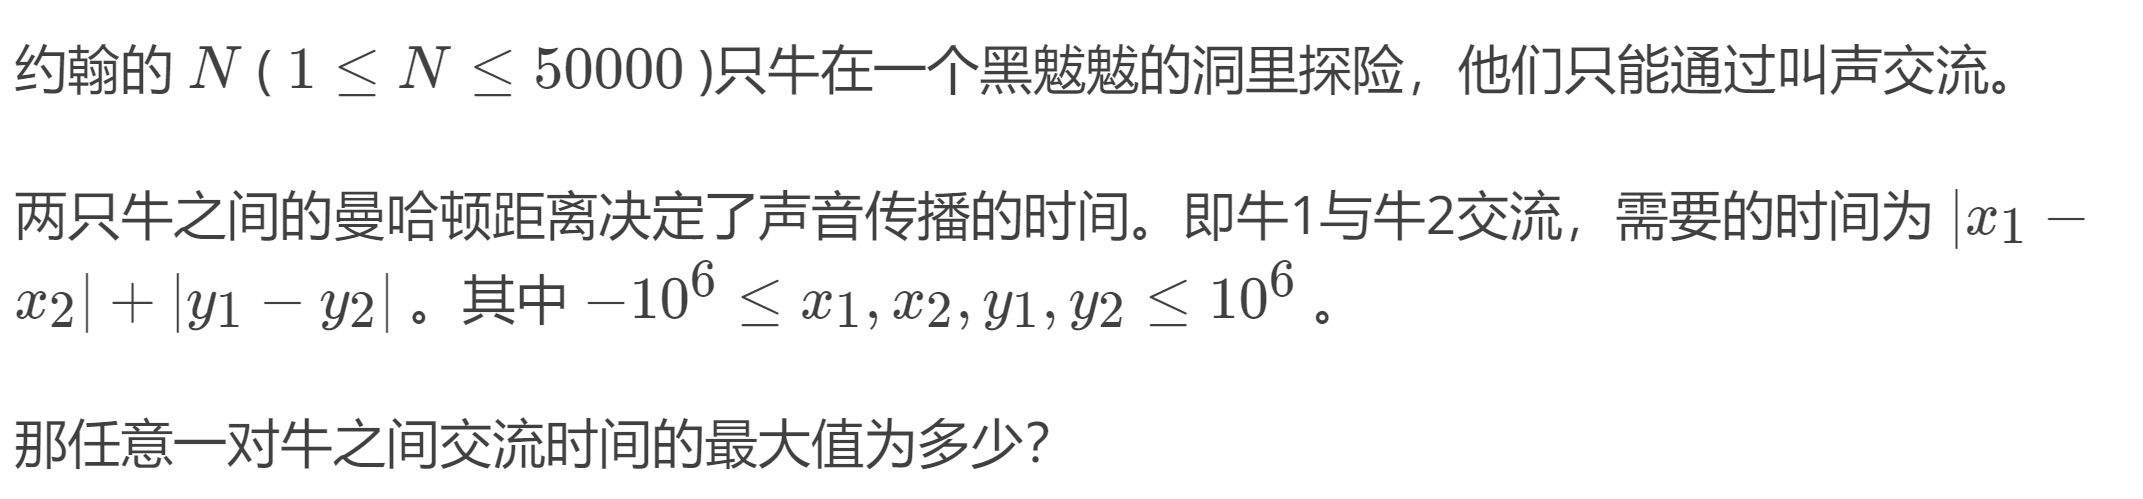 约翰的 N ( 1 ≤ N ≤ 50000 )只牛在一个黑魆魆的洞里探险，他们只能通过叫声交流。
两只牛之间的曼哈顿距离决定了声音传播的时间。即牛1与牛2交流，需要的时间为 |x1 −
x2| + |y1 − y2| 。其中 −10^6 ≤ x1, x2, y1, y2 ≤ 10^6 。
那任意一对牛之间交流时间的最大值为多少？